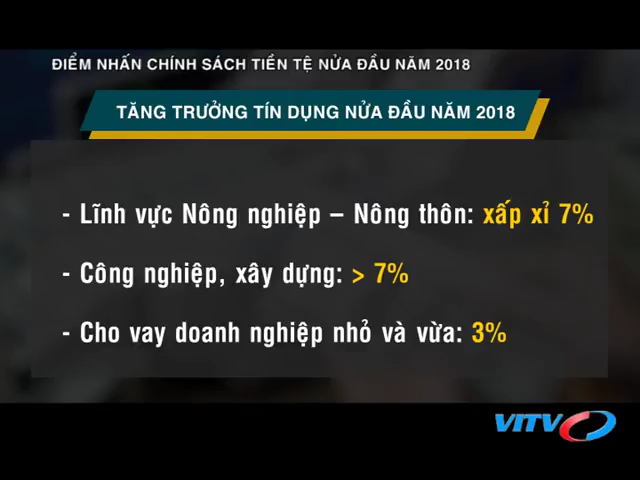 ĐIỂM NHẤN CHÍNH SÁCH TIỀN TỆ NỬA ĐẦU NĂM 2018
TĂNG TRƯỞNG TÍN DỤNG NỬA ĐẦU NĂM 2018
- Lĩnh vực Nông nghiệp – Nông thôn: xấp xỉ 7%
- Công nghiệp, xây dựng: > 7%
- Cho vay doanh nghiệp nhỏ và vừa: 3%
VITV